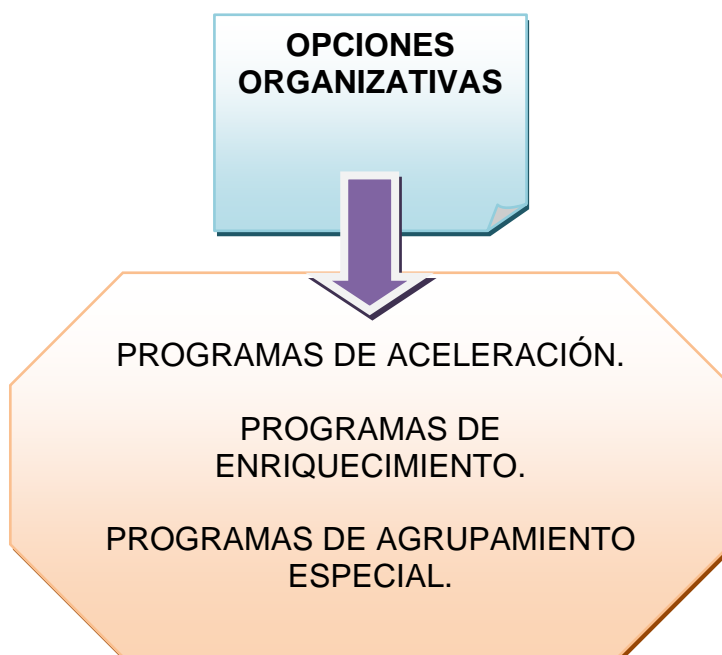 OPCIONES
ORGANIZATIVAS
PROGRAMAS DE ACELERACIÓN.
PROGRAMAS DE
ENRIQUECIMIENTO.
PROGRAMAS DE AGRUPAMIENTO
ESPECIAL.